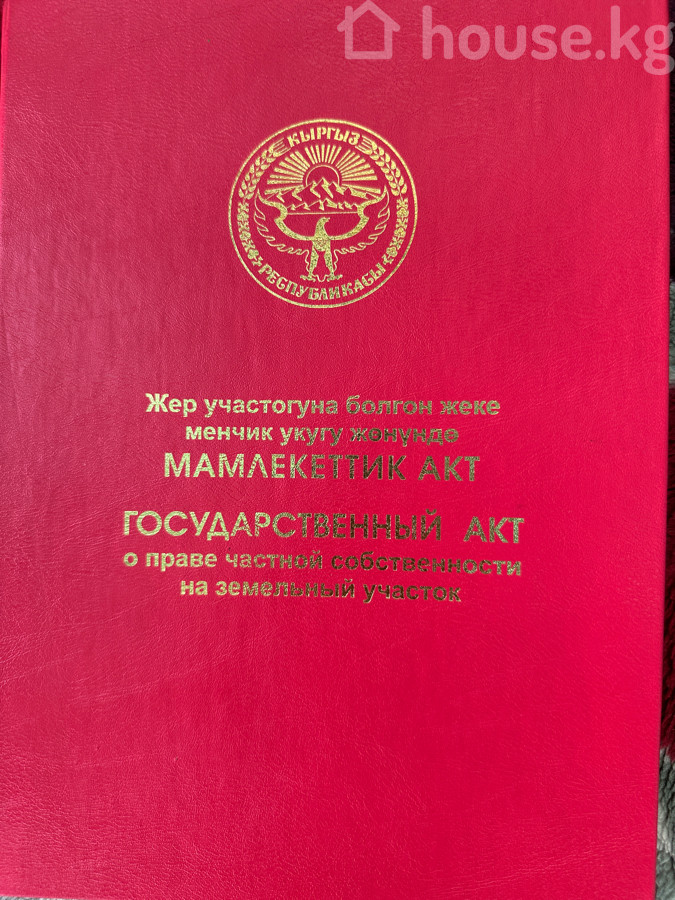 house.kg
КЫРГЫЗ
РЕСПУБЛИКАСЫ
Жер участогуна болгон жеке
менчик укугу жөнүндө
МАМЛЕКЕТТИК АКТ
ГОСУДАРСТВЕННЫЙ АКТ
о праве частной собственности
на земельный участок